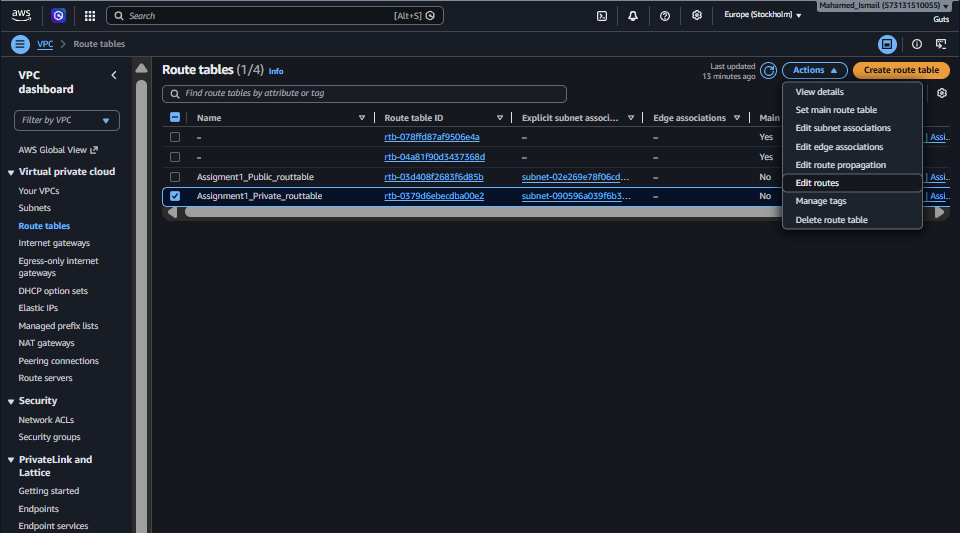 aws
Search
[Alt+S]
Europe (Stockholm)
Mahamed_Ismail (573131510055)
Guts
VPC
Route tables
VPC dashboard
Filter by VPC
AWS Global View
Virtual private cloud
Your VPCs
Subnets
Route tables
Internet gateways
Egress-only internet
gateways
DHCP option sets
Elastic IPs
Managed prefix lists
NAT gateways
Peering connections
Route servers
Security
Network ACLs
Security groups
PrivateLink and
Lattice
Getting started
Endpoints
Endpoint services
Route tables (1/4) Info
Last updated
13 minutes ago
Actions
Create route table
Find route tables by attribute or tag
Name Route table ID Explicit subnet associ... Edge associations Main
– rtb-078ffd87af9506e4a – – Yes | Assi...
– rtb-04a81f90d3437368d – – Yes
Assigment1_Public_routtable rtb-03d408f2683f6d85b subnet-02e269e78f06cd... – No | Assi...
Assignment1_Private_routtable rtb-0379d6ebecdba00e2 subnet-090596a039f6b3... – No | Assi...
View details
Set main route table
Edit subnet associations
Edit edge associations
Edit route propagation
Edit routes
Manage tags
Delete route table